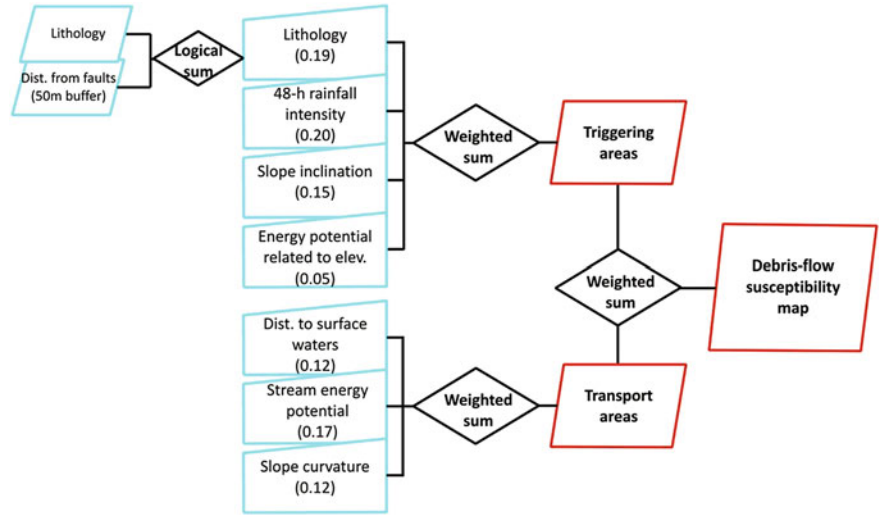 Lithology
Dist. from faults
(50m buffer)
Logical
sum
Lithology
(0.19)
48-h rainfall
intensity
(0.20)
Slope inclination
(0.15)
Energy potential
related to elev.
(0.05)
Weighted
sum
Triggering
areas
Weighted
sum
Debris-flow
susceptibility
map
Dist. to surface
waters
(0.12)
Stream energy
potential
(0.17)
Slope curvature
(0.12)
Weighted
sum
Transport
areas